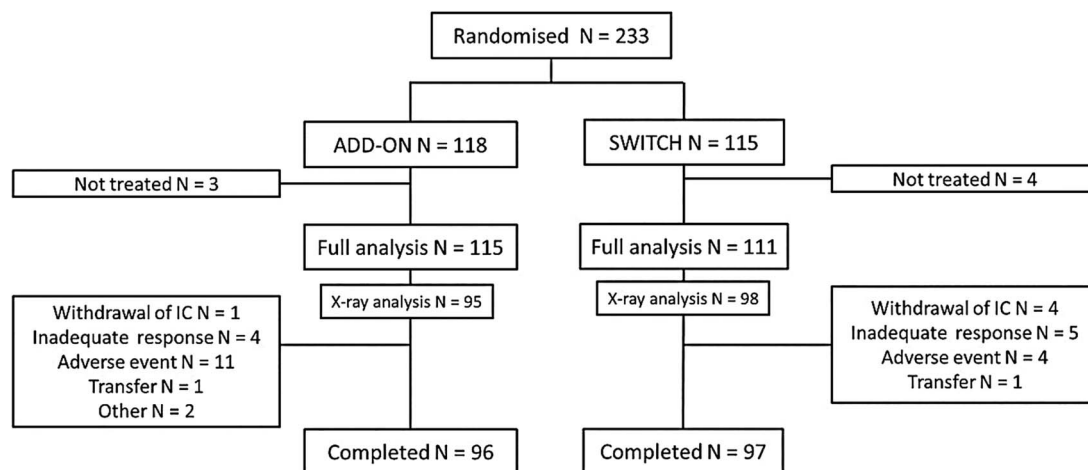 Randomised N = 233
ADD-ON N = 118
SWITCH N = 115
Not treated N = 3
Not treated N = 4
Full analysis N = 115
Full analysis N = 111
X-ray analysis N = 95
X-ray analysis N = 98
Withdrawal of IC N = 1
Inadequate response N = 4
Adverse event N = 11
Transfer N = 1
Other N = 2
Withdrawal of IC N = 4
Inadequate response N = 5
Adverse event N = 4
Transfer N = 1
Completed N = 96
Completed N = 97